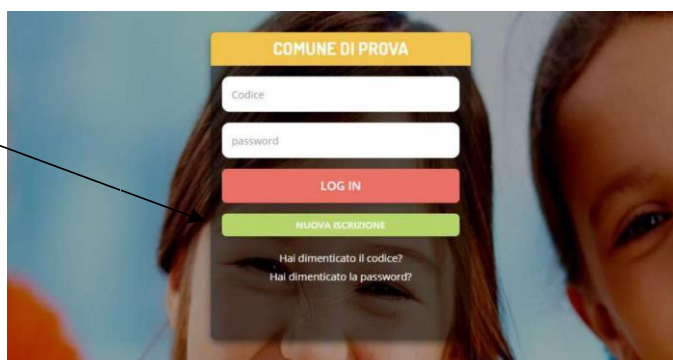 COMUNE DI PROVA
Codice
password
LOG IN
NUOVA ISCRIZIONE
Hai dimenticato il codice?
Hai dimenticato la password?